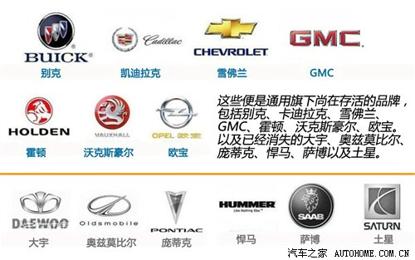 BUICK Cadillac CHEVROLET GMC
别克 凯迪拉克 雪佛兰 GMC
HOLDEN VAUXHALL OPEL 欧宝
霍顿 沃克斯豪尔 欧宝
这些便是通用旗下尚在存活的品牌,
包括别克、卡迪拉克、雪佛兰、
GMC、霍顿、沃克斯豪尔、欧宝。
以及已经消失的大宇、奥兹莫比尔、
庞蒂克、悍马、萨博以及土星。
DAEWOO Oldsmobile PONTIAC HUMMER SAAB SATURN
大宇 奥兹莫比尔 庞蒂克 悍马 萨博 土星
汽车之家 AUTOHOME.COM.CN